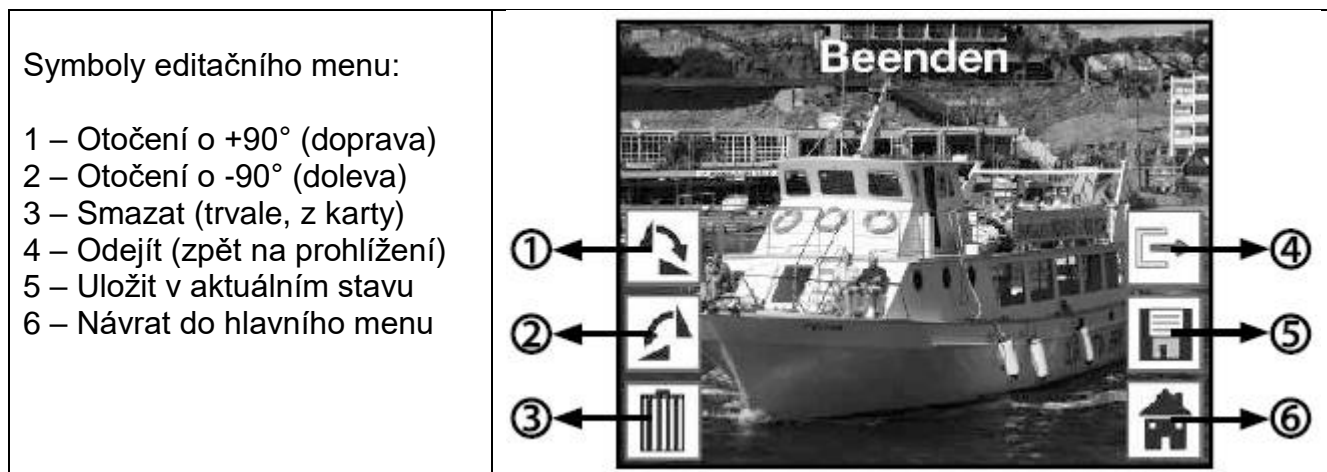 Symboly editačního menu:
1 – Otočení o +90° (doprava)
2 – Otočení o -90° (doleva)
3 – Smazat (trvale, z karty)
4 – Odejít (zpět na prohlížení)
5 – Uložit v aktuálním stavu
6 – Návrat do hlavního menu
Beenden
①
②
③
④
⑤
⑥